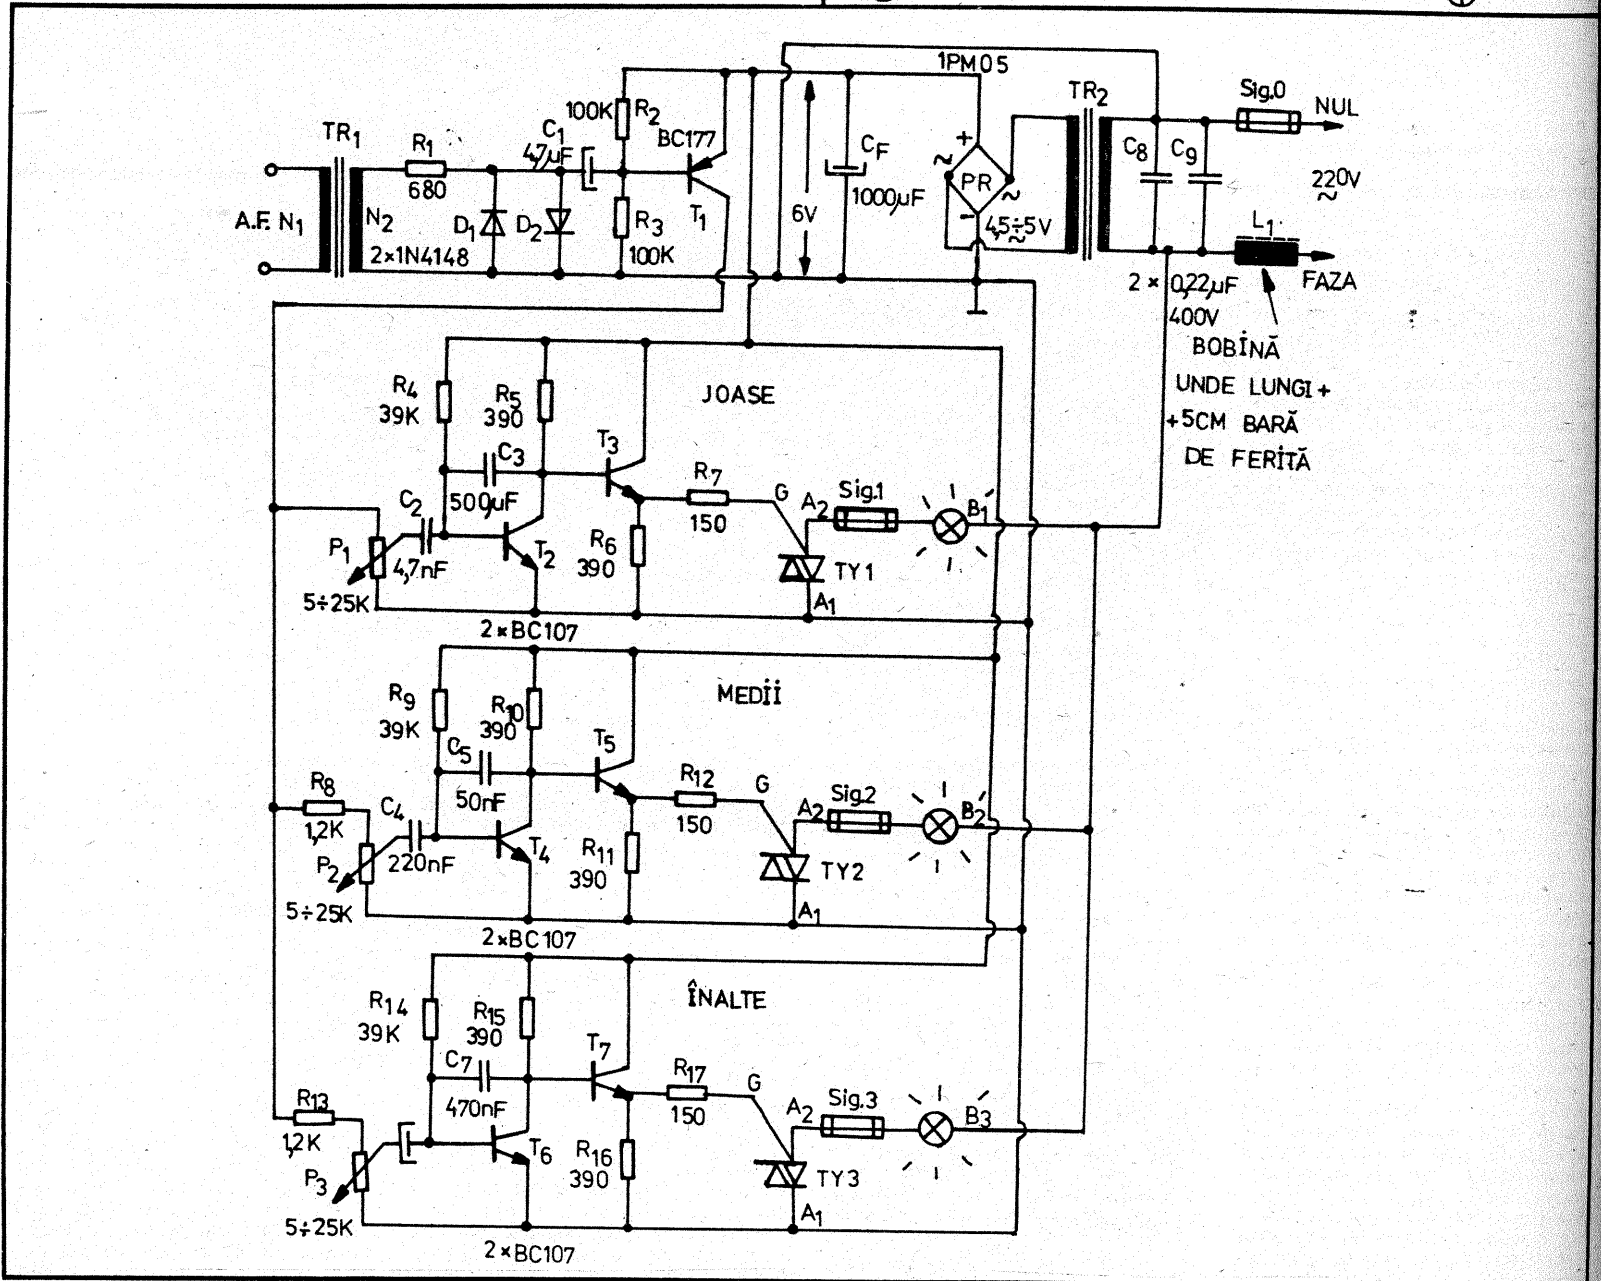 1PM05
TR2
Sig.0
NUL
TR1
R1
680
C1
4,7µF
100K
R2
BC177
CF
1000µF
+
~
PR
~
-
4,5÷5V
~
C8
C9
220V
~
A.F.
N1
N2
D1
D2
2×1N4148
R3
100K
T1
6V
L1
FAZA
2 × 0,22µF
400V
BOBINĂ
UNDE LUNGI +
+5CM BARĂ
DE FERITĂ
R4
39K
R5
390
JOASE
C3
500µF
T3
R7
150
G
A2
Sig.1
B1
C2
4,7nF
P1
5÷25K
T2
R6
390
TY1
A1
2×BC107
R9
39K
R10
390
MEDII
C5
50nF
T5
R12
150
G
A2
Sig.2
B2
R8
1,2K
C4
220nF
P2
5÷25K
T4
R11
390
TY2
A1
2×BC107
R14
39K
R15
390
ÎNALTE
C7
470nF
T7
R17
150
G
A2
Sig.3
B3
R13
1,2K
P3
5÷25K
T6
R16
390
TY3
A1
2×BC107